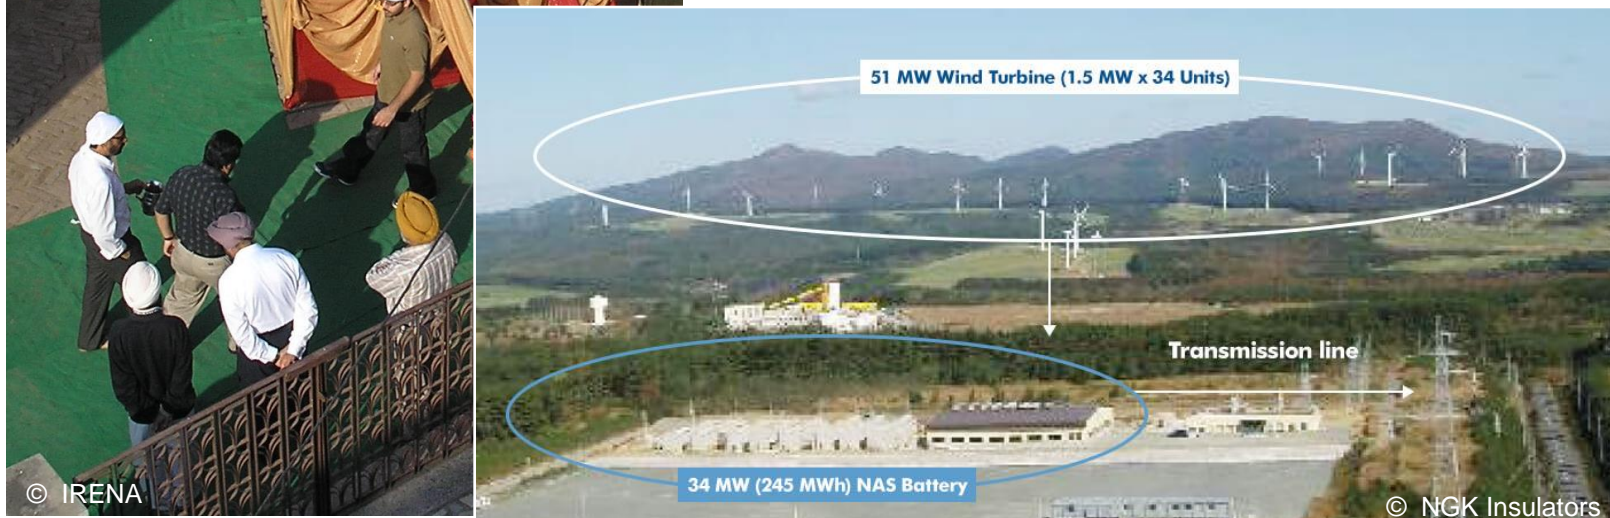 51 MW Wind Turbine (1.5 MW x 34 Units)
Transmission line
34 MW (245 MWh) NAS Battery
© IRENA
© NGK Insulators